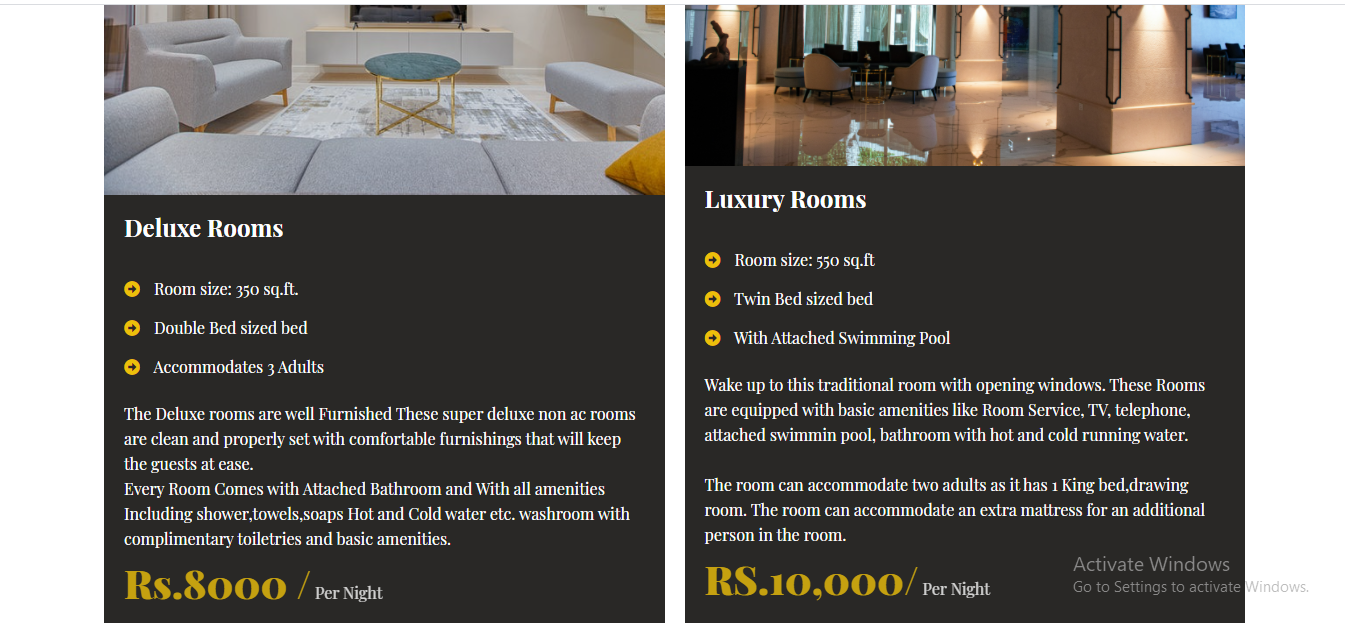 Deluxe Rooms
Room size: 350 sq.ft.
Double Bed sized bed
Accommodates 3 Adults
The Deluxe rooms are well Furnished These super deluxe non ac rooms
are clean and properly set with comfortable furnishings that will keep
the guests at ease.
Every Room Comes with Attached Bathroom and With all amenities
Including shower,towels,soaps Hot and Cold water etc. washroom with
complimentary toiletries and basic amenities.
Rs.8000 / Per Night
Luxury Rooms
Room size: 550 sq.ft
Twin Bed sized bed
With Attached Swimming Pool
Wake up to this traditional room with opening windows. These Rooms
are equipped with basic amenities like Room Service, TV, telephone,
attached swimmin pool, bathroom with hot and cold running water.
The room can accommodate two adults as it has 1 King bed,drawing
room. The room can accommodate an extra mattress for an additional
person in the room.
RS.10,000/ Per Night
Activate Windows
Go to Settings to activate Windows.